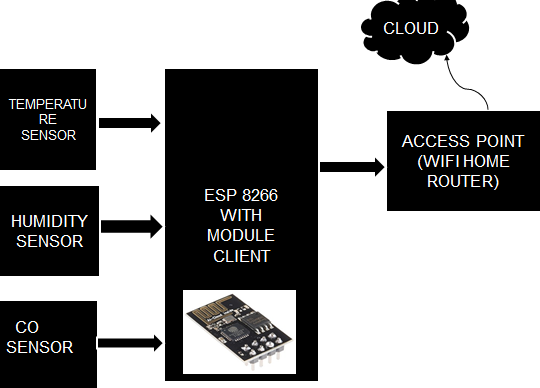 CLOUD
TEMPERATU
RE
SENSOR
HUMIDITY
SENSOR
CO
SENSOR
ESP 8266
WITH
MODULE
CLIENT
ACCESS POINT
(WIFI HOME
ROUTER)